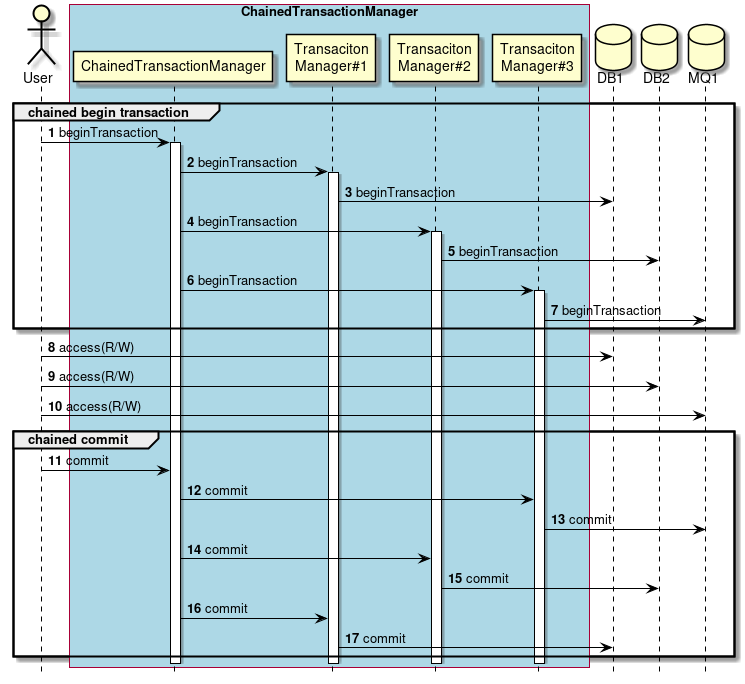 ChainedTransactionManager
User
ChainedTransactionManager
Transaciton
Manager#1
Transaciton
Manager#2
Transaciton
Manager#3
DB1
DB2
MQ1
chained begin transaction
1 beginTransaction
2 beginTransaction
3 beginTransaction
4 beginTransaction
5 beginTransaction
6 beginTransaction
7 beginTransaction
8 access(R/W)
9 access(R/W)
10 access(R/W)
chained commit
11 commit
12 commit
13 commit
14 commit
15 commit
16 commit
17 commit